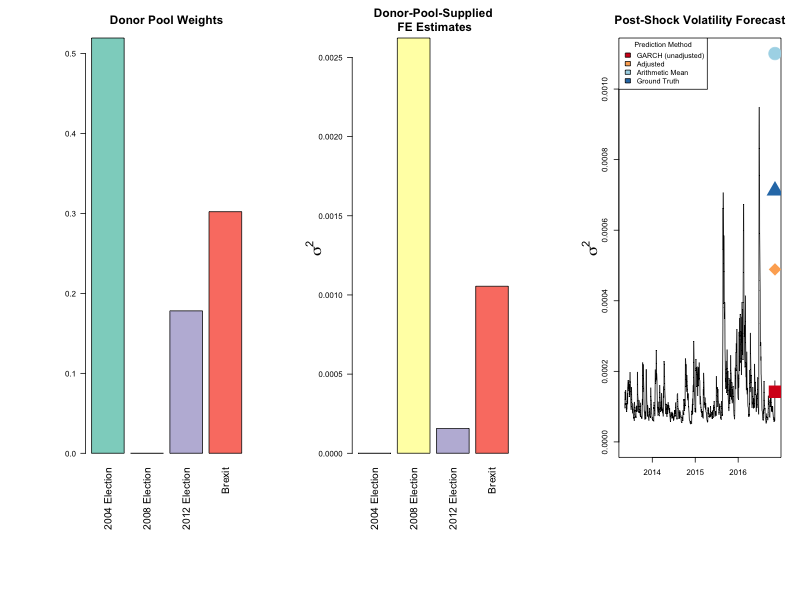 Donor Pool Weights
0.5
0.4
0.3
0.2
0.1
0.0
2004 Election
2008 Election
2012 Election
Brexit
Donor-Pool-Supplied
FE Estimates
σ²
0.0025
0.0020
0.0015
0.0010
0.0005
0.0000
2004 Election
2008 Election
2012 Election
Brexit
Post-Shock Volatility Forecast
Prediction Method
GARCH (unadjusted)
Adjusted
Arithmetic Mean
Ground Truth
σ²
0.0010
0.0008
0.0006
0.0004
0.0002
0.0000
2014
2015
2016